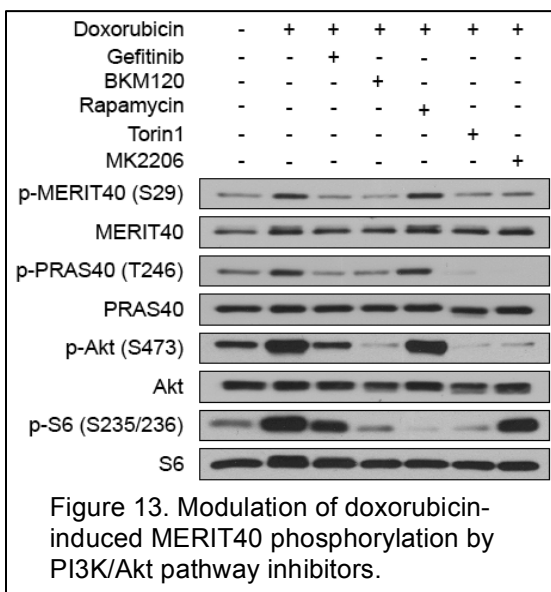 Doxorubicin - + + + + + +
Gefitinib - - + - - - -
BKM120 - - - + - - -
Rapamycin - - - - + - -
Torin1 - - - - - + -
MK2206 - - - - - - +
p-MERIT40 (S29)
MERIT40
p-PRAS40 (T246)
PRAS40
p-Akt (S473)
Akt
p-S6 (S235/236)
S6
Figure 13. Modulation of doxorubicin-
induced MERIT40 phosphorylation by
PI3K/Akt pathway inhibitors.